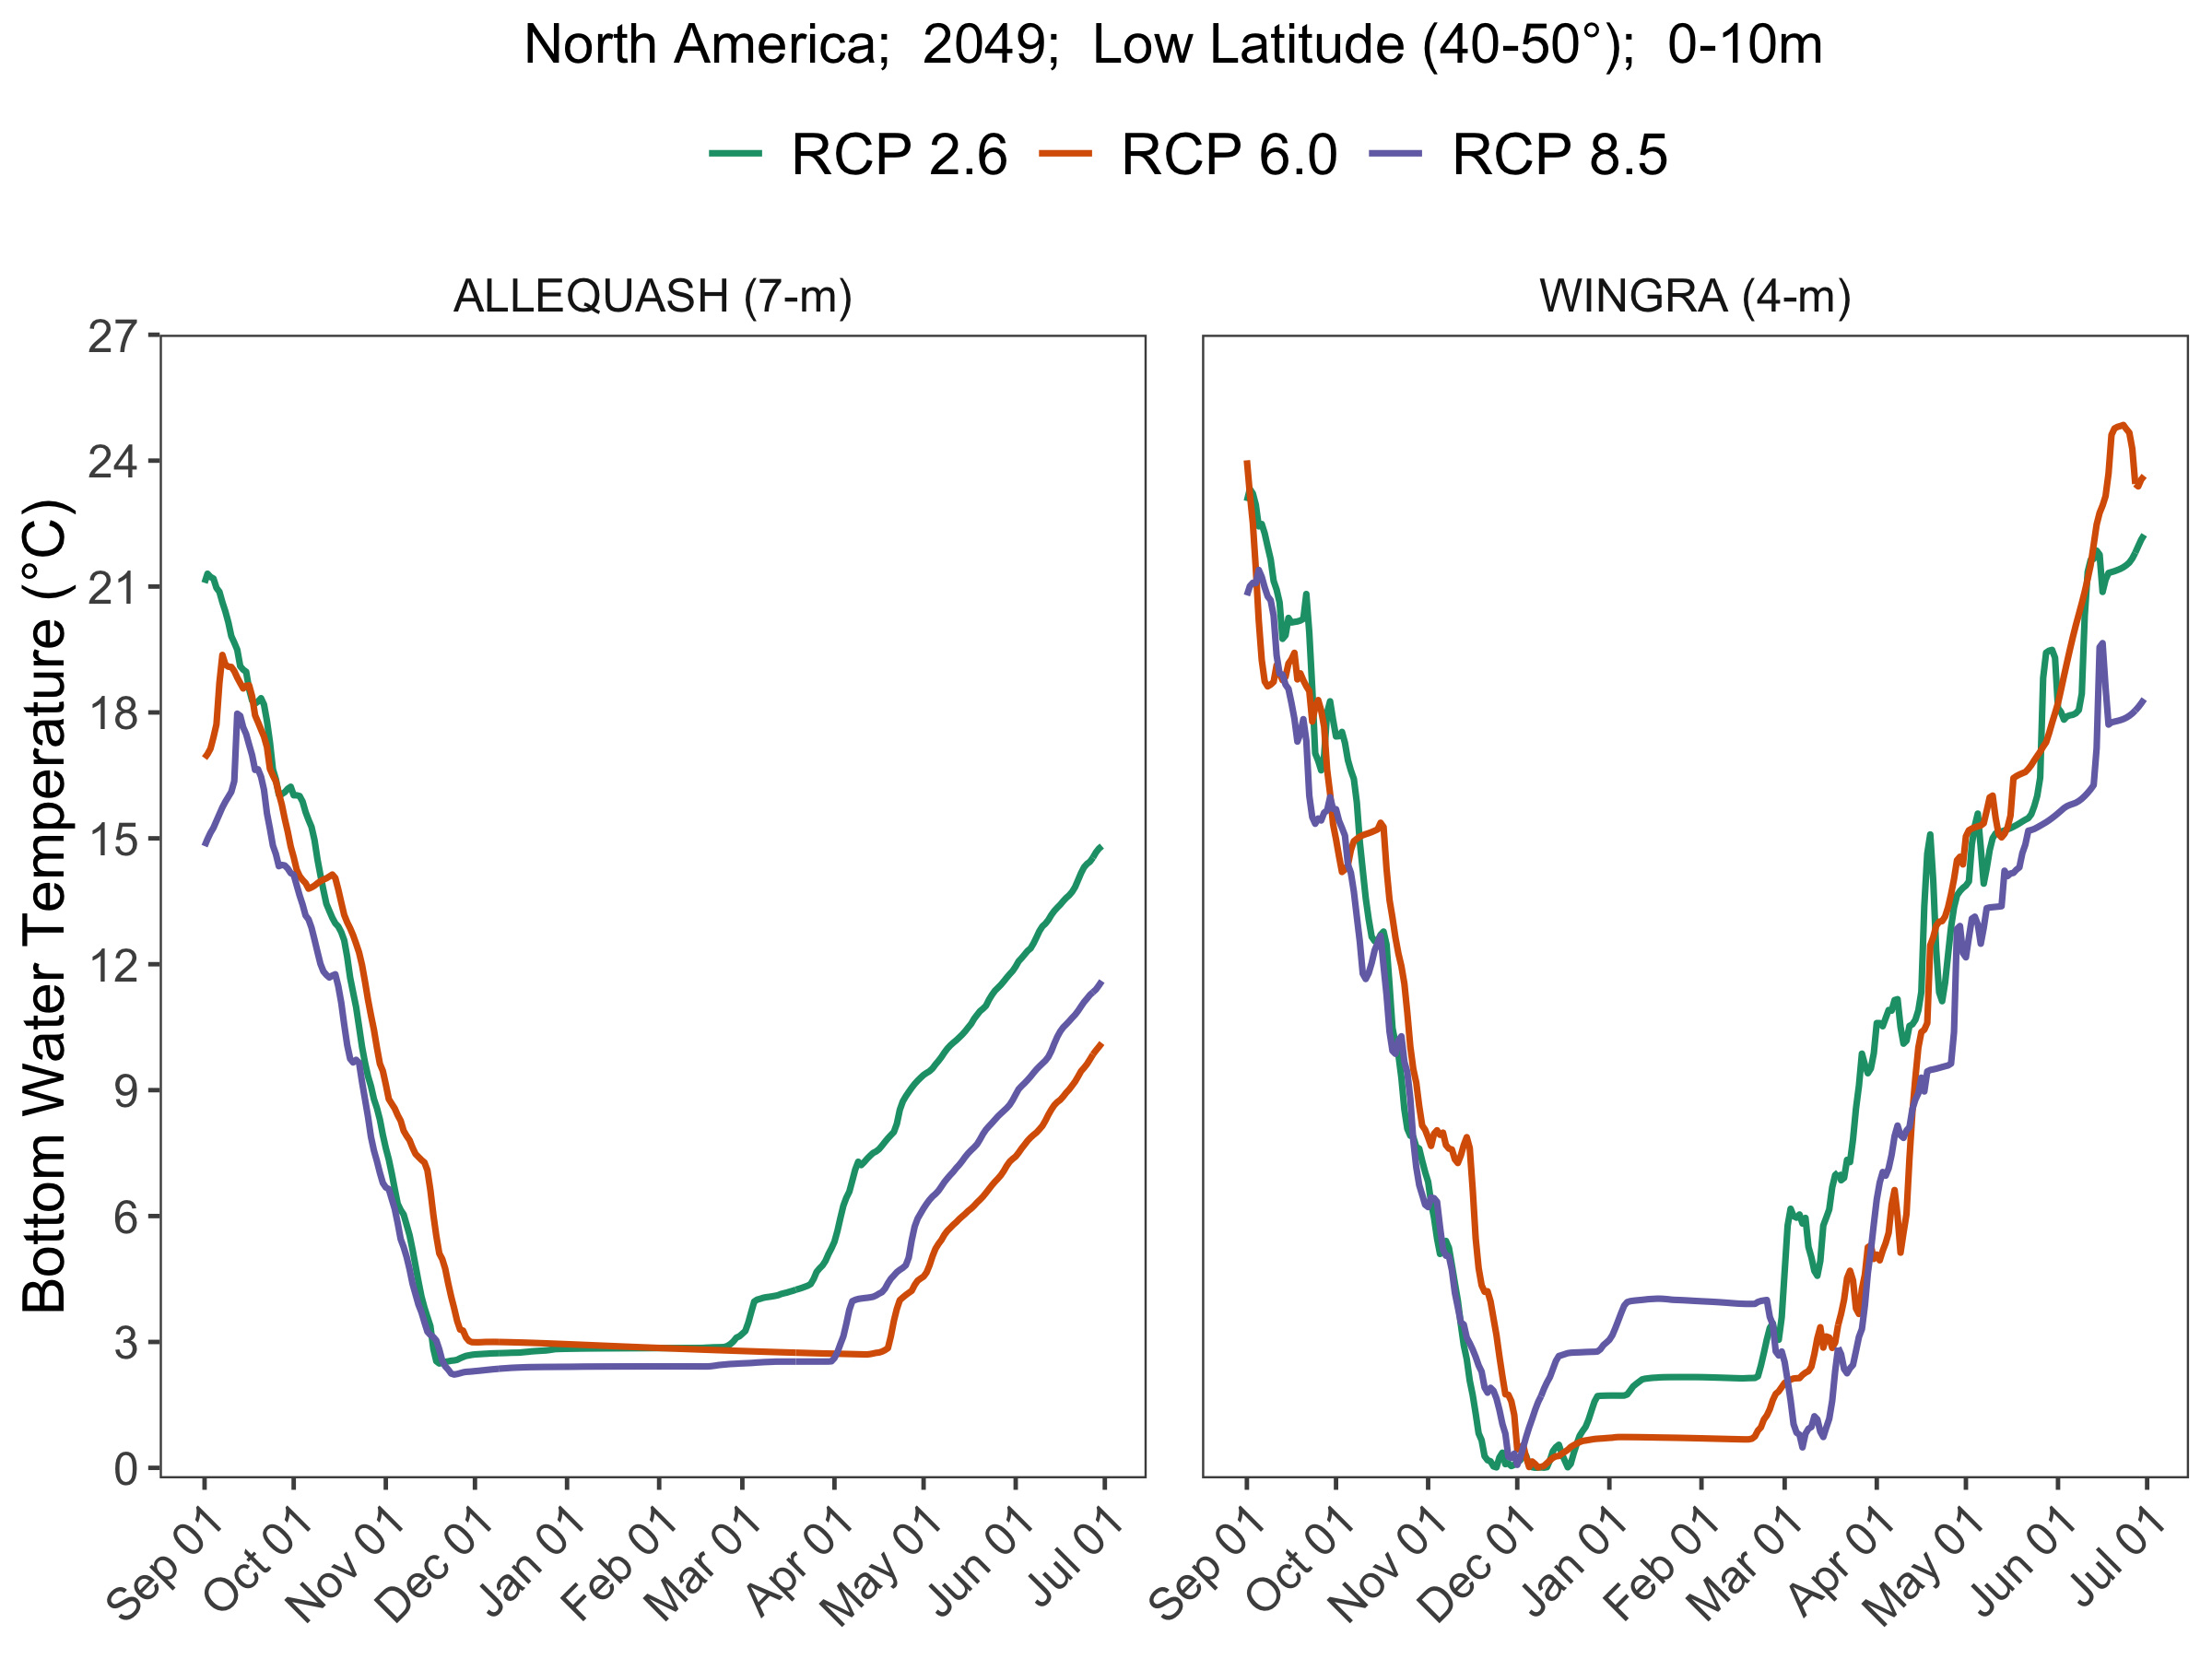 North America;  2049;  Low Latitude (40-50°);  0-10m
RCP 2.6 RCP 6.0 RCP 8.5
ALLEQUASH (7-m) WINGRA (4-m)
Bottom Water Temperature (°C)
27
24
21
18
15
12
9
6
3
0
Sep 01 Oct 01 Nov 01 Dec 01 Jan 01 Feb 01 Mar 01 Apr 01 May 01 Jun 01 Jul 01 Sep 01 Oct 01 Nov 01 Dec 01 Jan 01 Feb 01 Mar 01 Apr 01 May 01 Jun 01 Jul 01